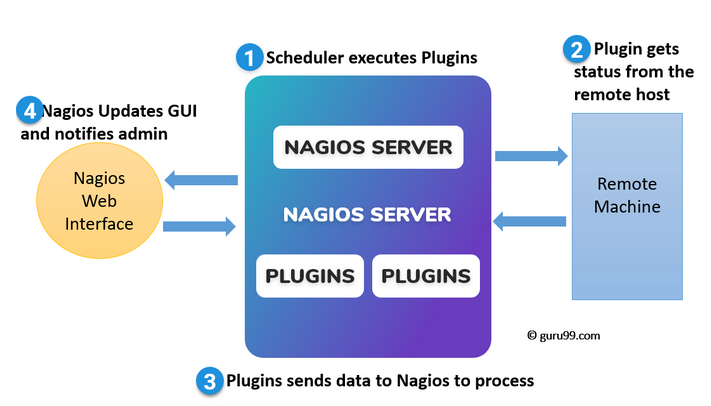 1 Scheduler executes Plugins
2 Plugin gets
status from the
remote host
4 Nagios Updates GUI
and notifies admin
NAGIOS SERVER
Nagios
Web
Interface
Remote
Machine
NAGIOS SERVER
PLUGINS PLUGINS
© guru99.com
3 Plugins sends data to Nagios to process